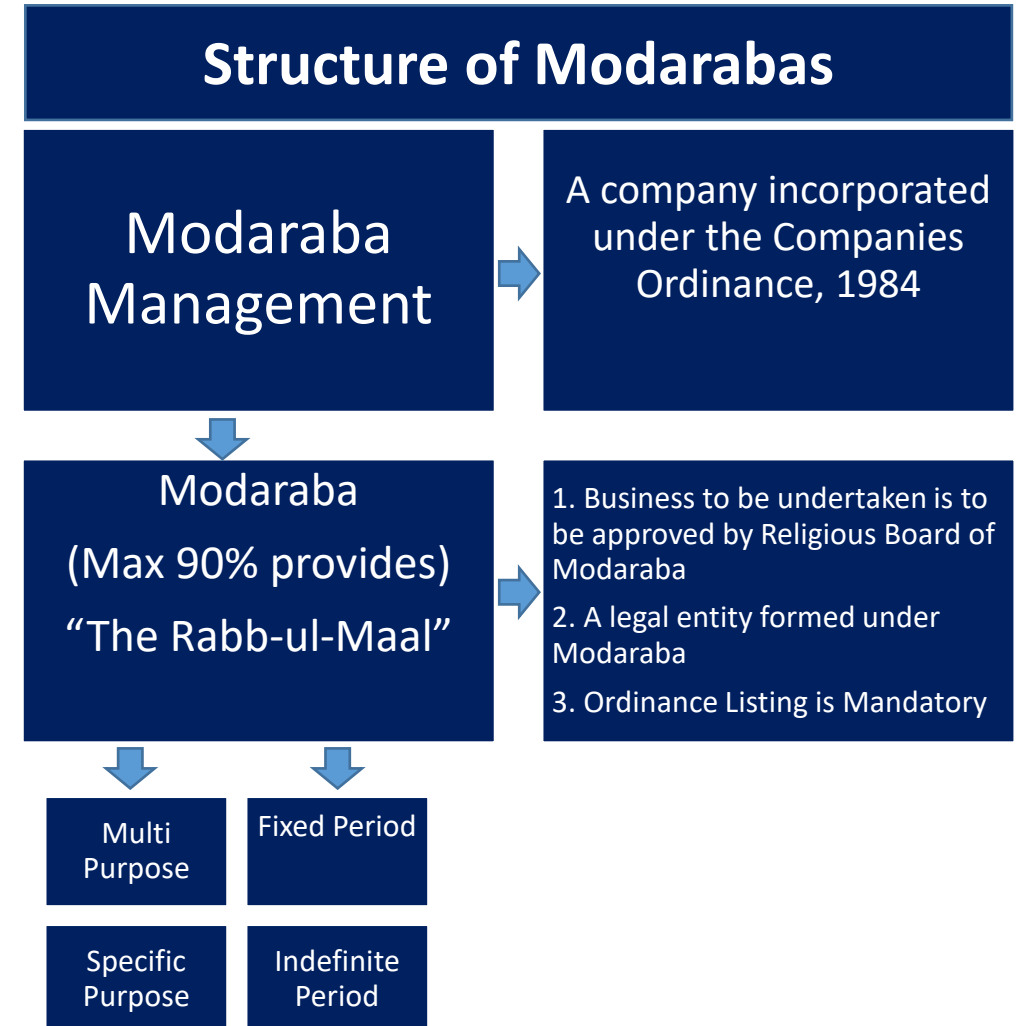 Structure of Modarabas
Modaraba
Management
A company incorporated
under the Companies
Ordinance, 1984
Modaraba
(Max 90% provides)
“The Rabb-ul-Maal”
1. Business to be undertaken is to
be approved by Religious Board of
Modaraba
2. A legal entity formed under
Modaraba
3. Ordinance Listing is Mandatory
Multi
Purpose
Fixed Period
Specific
Purpose
Indefinite
Period